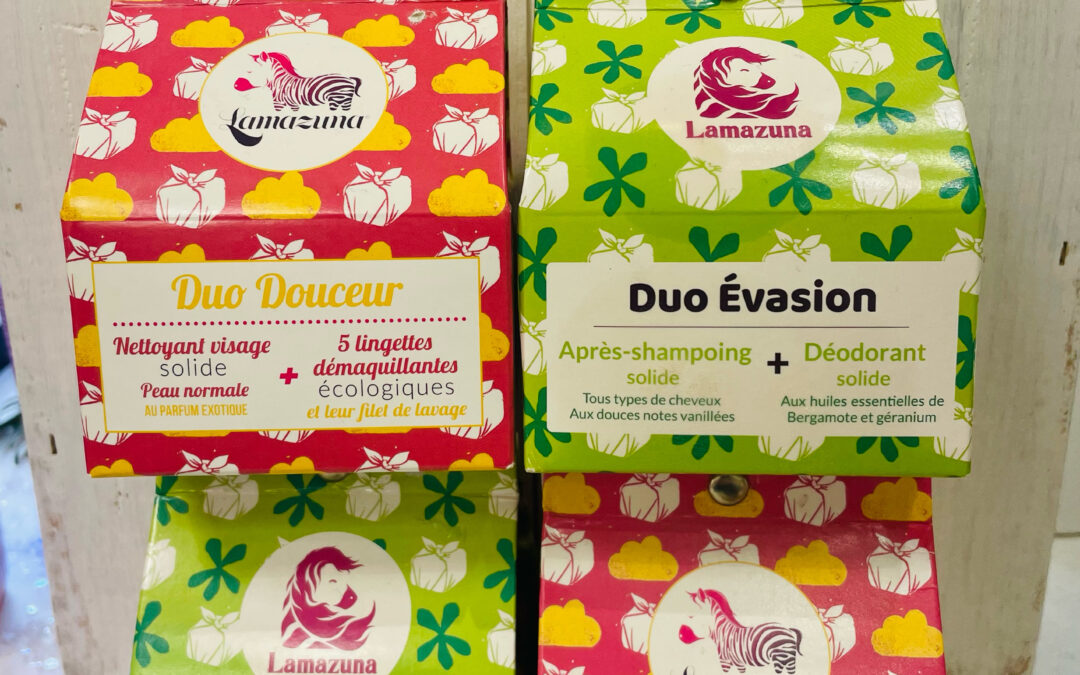 Lamazuna
Duo Douceur
Nettoyant visage
solide
Peau normale
AU PARFUM EXOTIQUE
+
5 lingettes
démaquillantes
écologiques
et leur filet de lavage
Lamazuna
Duo Évasion
Après-shampoing
solide
Tous types de cheveux
Aux douces notes vanillées
+
Déodorant
solide
Aux huiles essentielles de
Bergamote et géranium
Lamazuna
Lamazuna